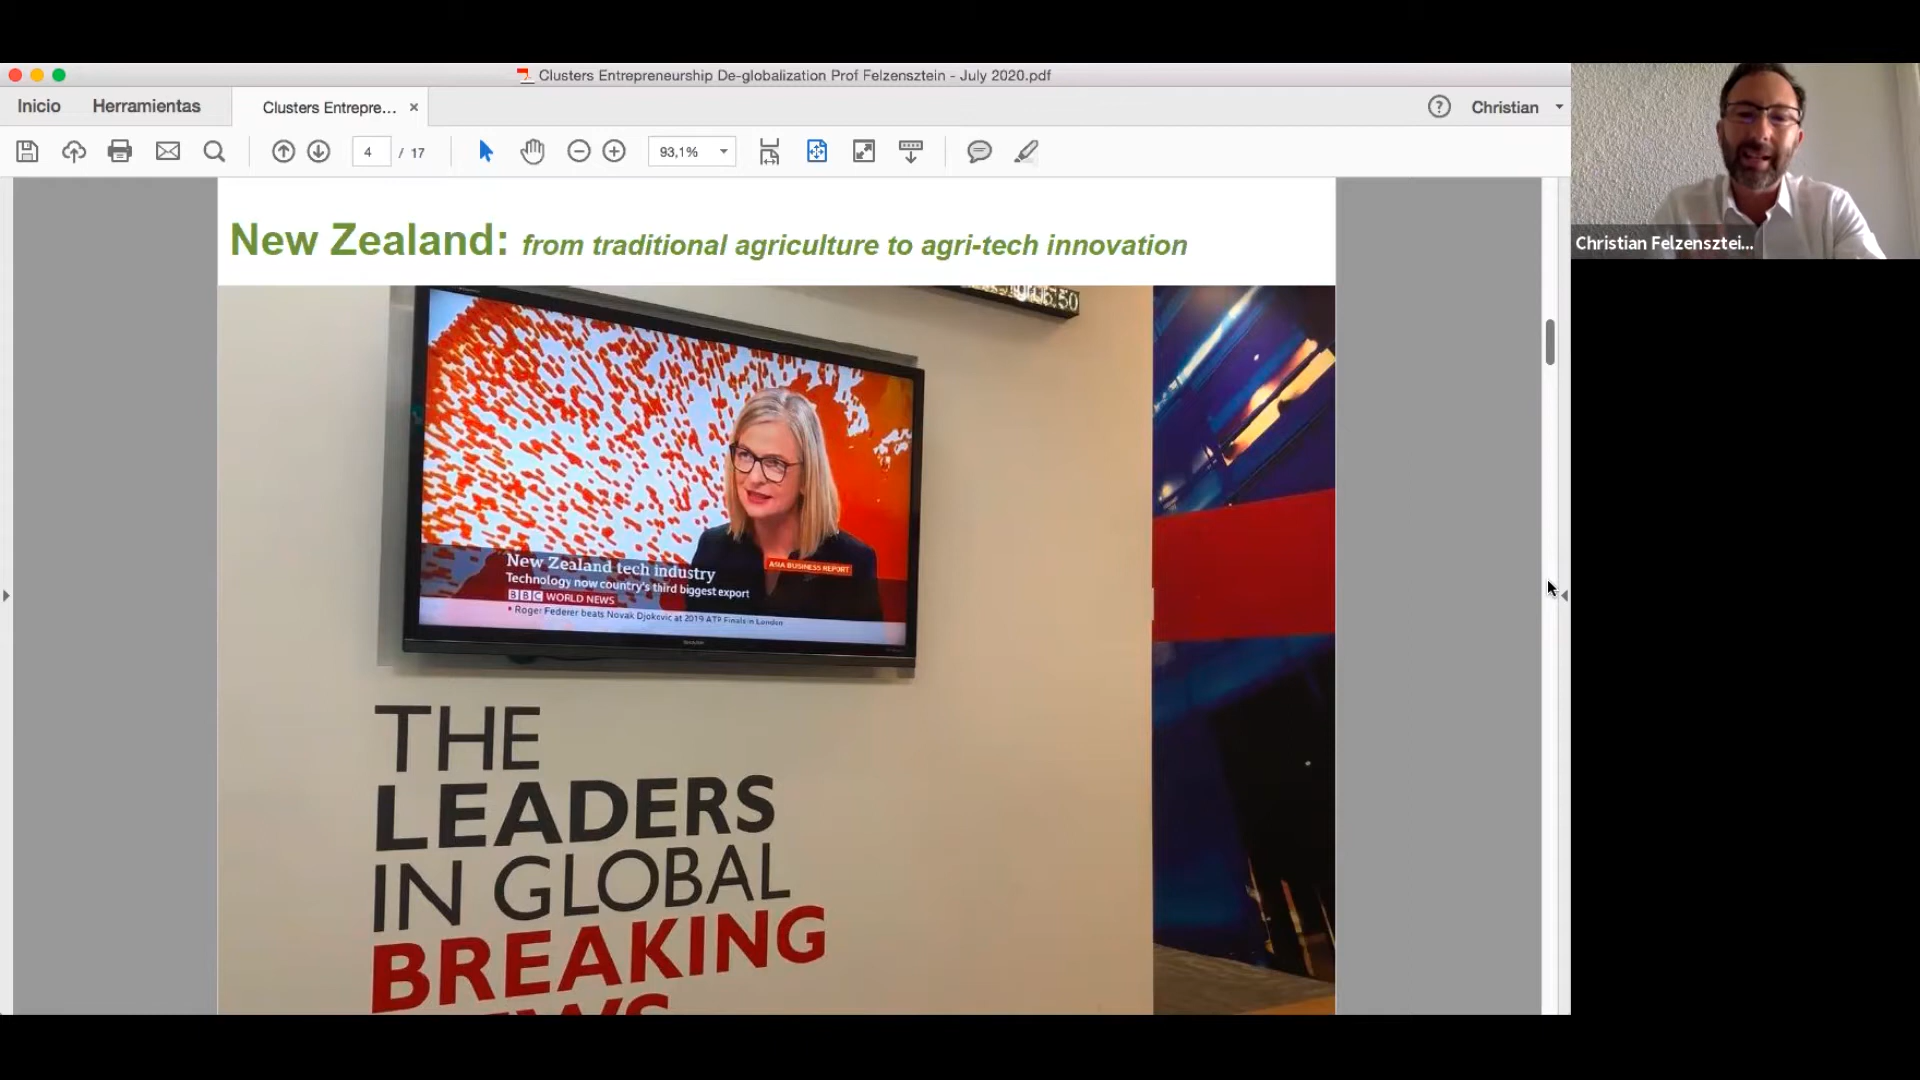 Clusters Entrepreneurship De-globalization Prof Felzensztein - July 2020.pdf
Inicio
Herramientas
Clusters Entrepre... ×
? Christian
4 / 17
93,1%
New Zealand: from traditional agriculture to agri-tech innovation
Christian Felzensztei...
New Zealand tech industry
ASIA BUSINESS REPORT
Technology now country's third biggest export
BBC WORLD NEWS
• Roger Federer beats Novak Djokovic at 2019 ATP Finals in London
SHARP
THE
LEADERS
IN GLOBAL
BREAKING
NEWS